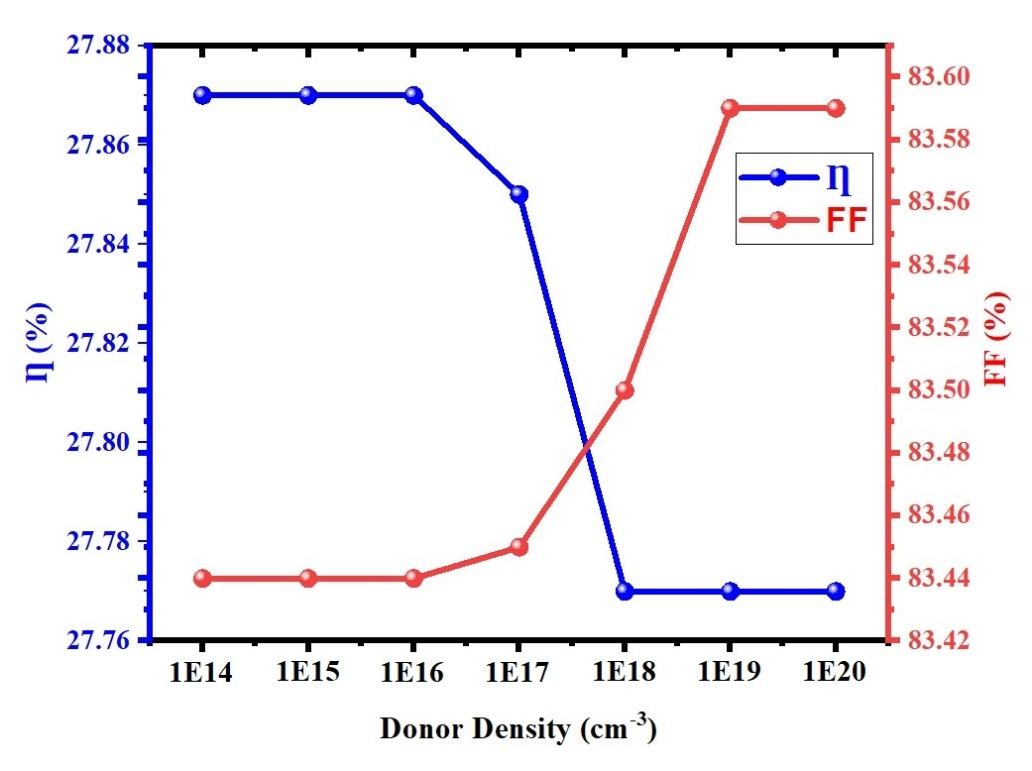 27.88
27.86
27.84
27.82
27.80
27.78
27.76
η (%)
83.60
83.58
83.56
83.54
83.52
83.50
83.48
83.46
83.44
83.42
FF (%)
η
FF
1E14 1E15 1E16 1E17 1E18 1E19 1E20
Donor Density (cm⁻³)